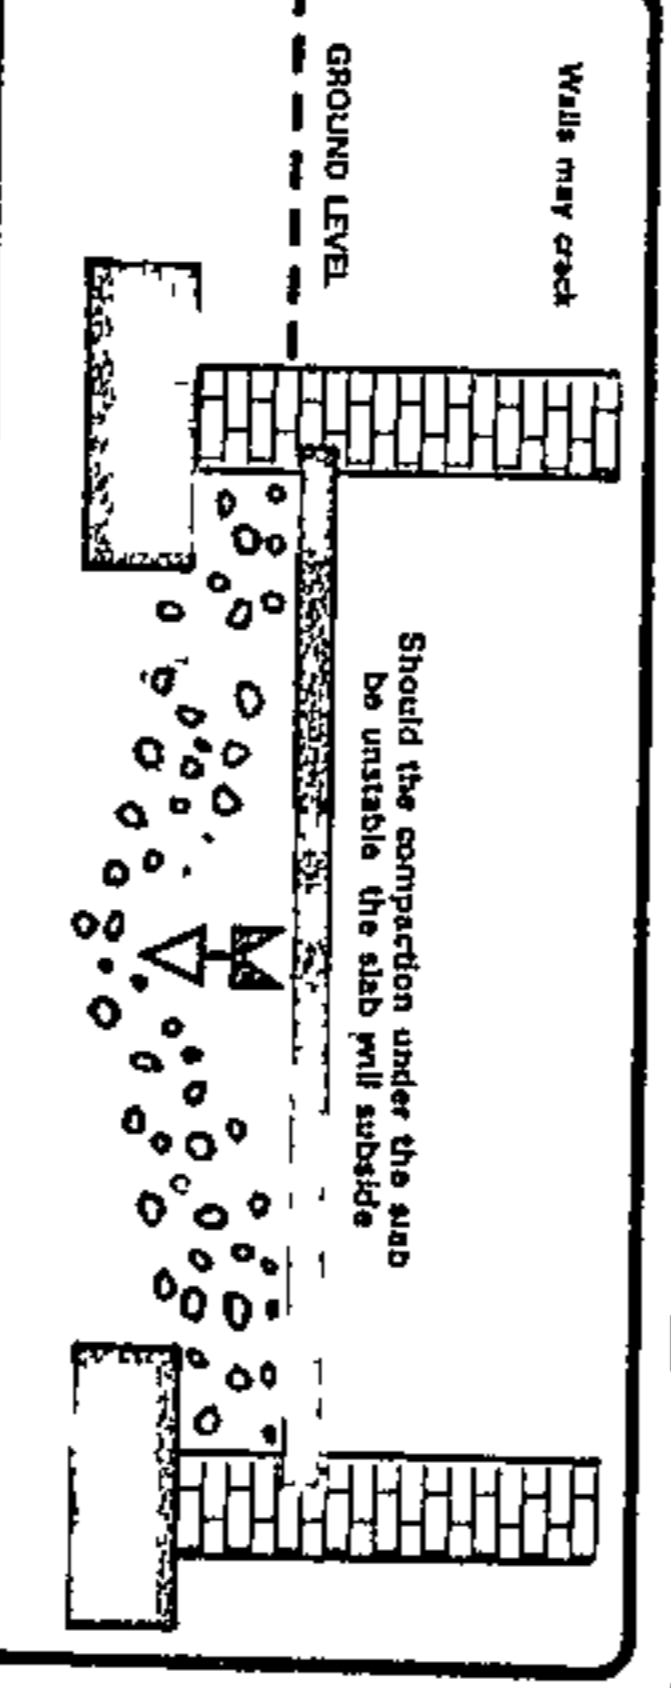 Walls may crack
GROUND LEVEL
Should the compaction under the slab
be unstable the slab will subside